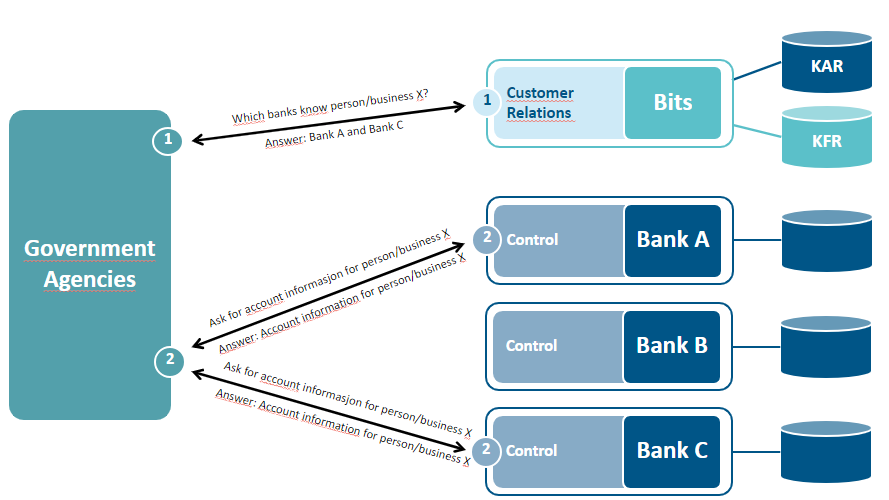 Government
Agencies
1
2
Which banks know person/business X?
Answer: Bank A and Bank C
1
Customer
Relations
Bits
KAR
KFR
Ask for account informasjon for person/business X
Answer: Account information for person/business X
2
Control
Bank A
Control
Bank B
Ask for account informasjon for person/business X
Answer: Account information for person/business X
2
Control
Bank C